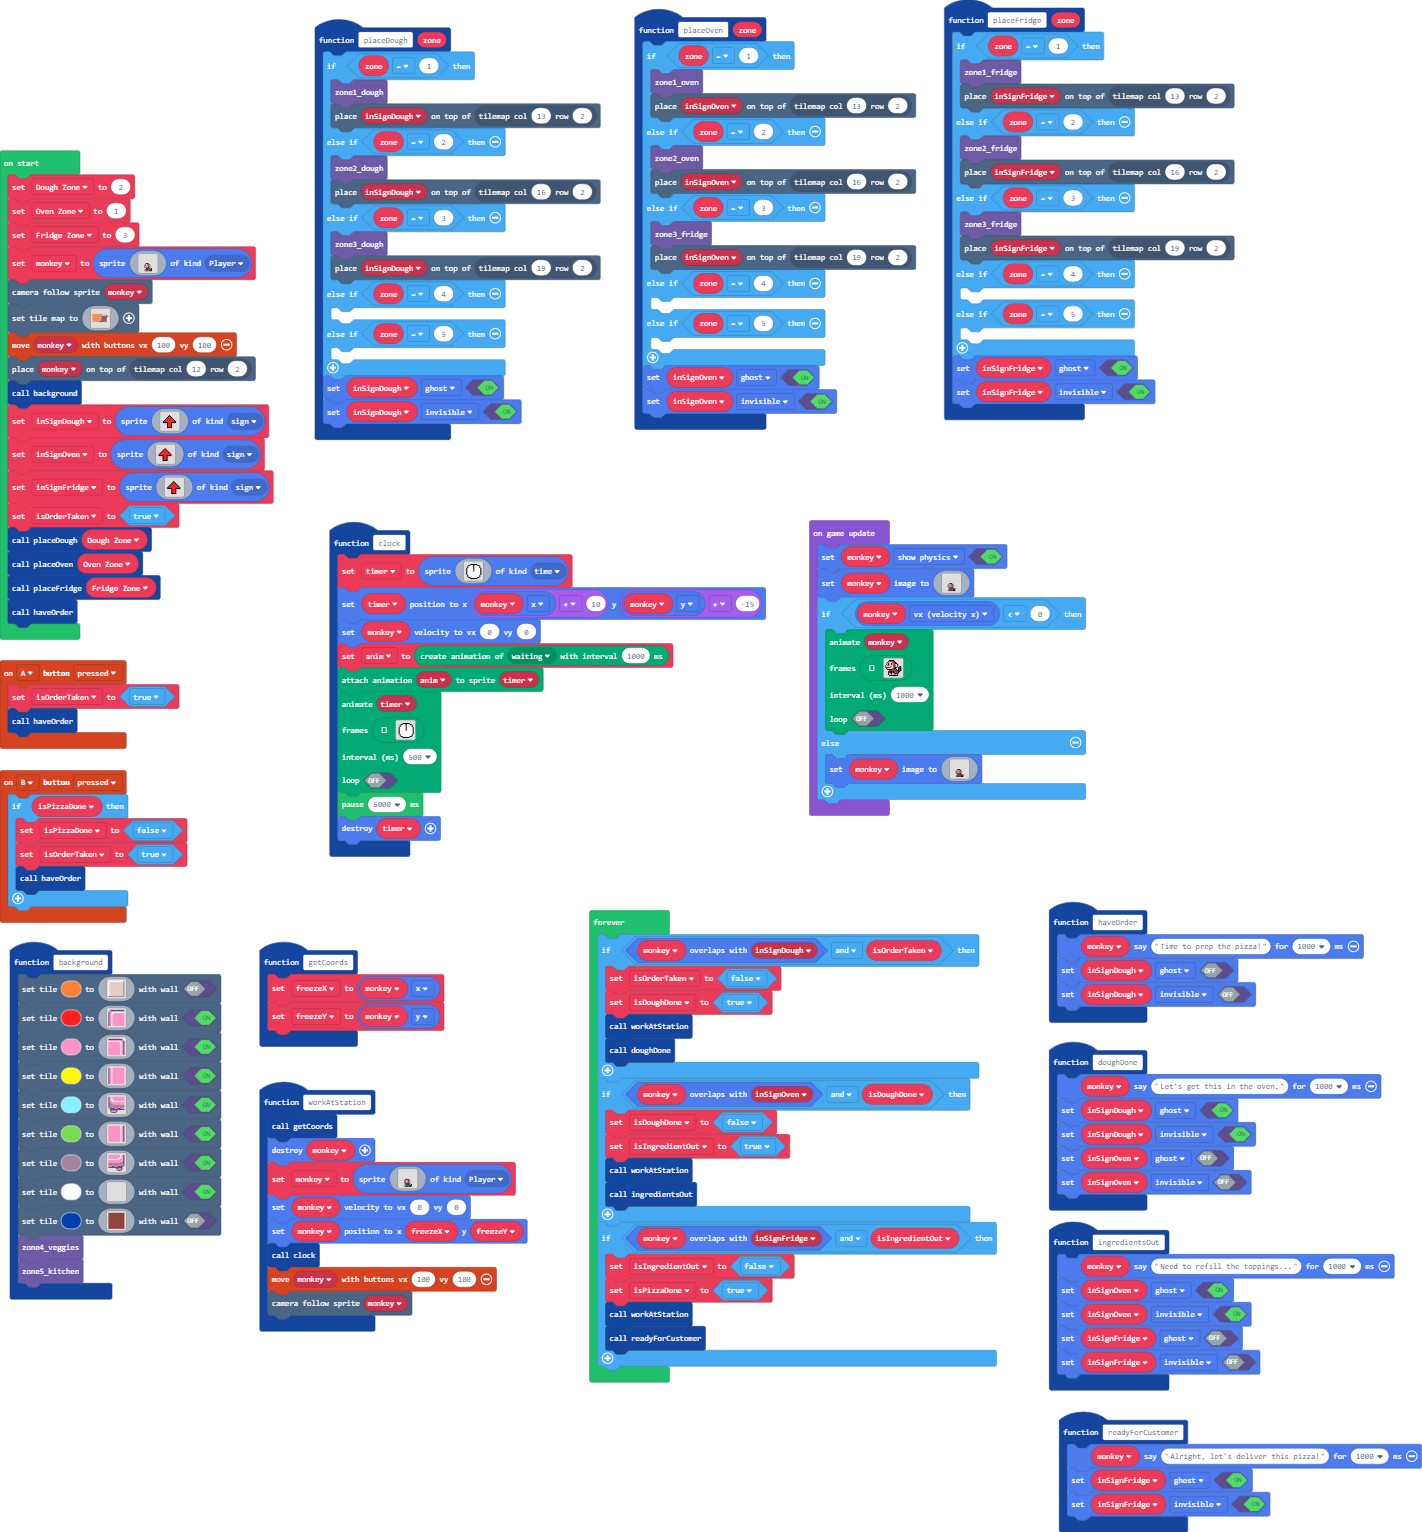 on start
set Dough Zone to 2
set Oven Zone to 1
set Fridge Zone to 3
set monkey to sprite of kind Player
camera follow sprite monkey
set tile map to
move monkey with buttons vx 100 vy 100
place monkey on top of tilemap col 12 row 2
call background
set inSignDough to sprite of kind sign
set inSignOven to sprite of kind sign
set inSignFridge to sprite of kind sign
set isOrderTaken to true
call placeDough Dough Zone
call placeOven Oven Zone
call placeFridge Fridge Zone
call haveOrder
on A button pressed
set isOrderTaken to true
call haveOrder
on B button pressed
if isPizzaDone then
set isPizzaDone to false
set isOrderTaken to true
call haveOrder
function background
set tile to with wall OFF
set tile to with wall ON
set tile to with wall ON
set tile to with wall ON
set tile to with wall ON
set tile to with wall ON
set tile to with wall ON
set tile to with wall ON
set tile to with wall OFF
zone4_veggies
zone5_kitchen
function placeDough zone
if zone = 1 then
zone1_dough
place inSignDough on top of tilemap col 13 row 2
else if zone = 2 then
zone2_dough
place inSignDough on top of tilemap col 16 row 2
else if zone = 3 then
zone3_dough
place inSignDough on top of tilemap col 19 row 2
else if zone = 4 then
else if zone = 5 then
set inSignDough ghost ON
set inSignDough invisible ON
function placeOven zone
if zone = 1 then
zone1_oven
place inSignOven on top of tilemap col 13 row 2
else if zone = 2 then
zone2_oven
place inSignOven on top of tilemap col 16 row 2
else if zone = 3 then
zone3_fridge
place inSignOven on top of tilemap col 19 row 2
else if zone = 4 then
else if zone = 5 then
set inSignOven ghost ON
set inSignOven invisible ON
function placeFridge zone
if zone = 1 then
zone1_fridge
place inSignFridge on top of tilemap col 13 row 2
else if zone = 2 then
zone2_fridge
place inSignFridge on top of tilemap col 16 row 2
else if zone = 3 then
zone3_fridge
place inSignFridge on top of tilemap col 19 row 2
else if zone = 4 then
else if zone = 5 then
set inSignFridge ghost ON
set inSignFridge invisible ON
function clock
set timer to sprite of kind time
set timer position to x monkey x + 10 y monkey y + -15
set monkey velocity to vx 0 vy 0
set anim to create animation of waiting with interval 1000 ms
attach animation anim to sprite timer
animate timer
frames
interval (ms) 500
loop OFF
pause 5000 ms
destroy timer
on game update
set monkey show physics ON
set monkey image to
if monkey vx (velocity x) < 0 then
animate monkey
frames
interval (ms) 1000
loop OFF
else
set monkey image to
function getCoords
set freezeX to monkey x
set freezeY to monkey y
function workAtStation
call getCoords
destroy monkey
set monkey to sprite of kind Player
set monkey velocity to vx 0 vy 0
set monkey position to x freezeX y freezeY
call clock
move monkey with buttons vx 100 vy 100
camera follow sprite monkey
forever
if monkey overlaps with inSignDough and isOrderTaken then
set isOrderTaken to false
set isDoughDone to true
call workAtStation
call doughDone
if monkey overlaps with inSignOven and isDoughDone then
set isDoughDone to false
set isIngredientOut to true
call workAtStation
call ingredientsOut
if monkey overlaps with inSignFridge and isIngredientOut then
set isIngredientOut to false
set isPizzaDone to true
call workAtStation
call readyForCustomer
function haveOrder
monkey say "Time to prep the pizza!" for 1000 ms
set inSignDough ghost OFF
set inSignDough invisible OFF
function doughDone
monkey say "Let's get this in the oven." for 1000 ms
set inSignDough ghost ON
set inSignDough invisible ON
set inSignOven ghost OFF
set inSignOven invisible OFF
function ingredientsOut
monkey say "Need to refill the toppings..." for 1000 ms
set inSignOven ghost ON
set inSignOven invisible ON
set inSignFridge ghost OFF
set inSignFridge invisible OFF
function readyForCustomer
monkey say "Alright, let's deliver this pizza!" for 1000 ms
set inSignFridge ghost ON
set inSignFridge invisible ON